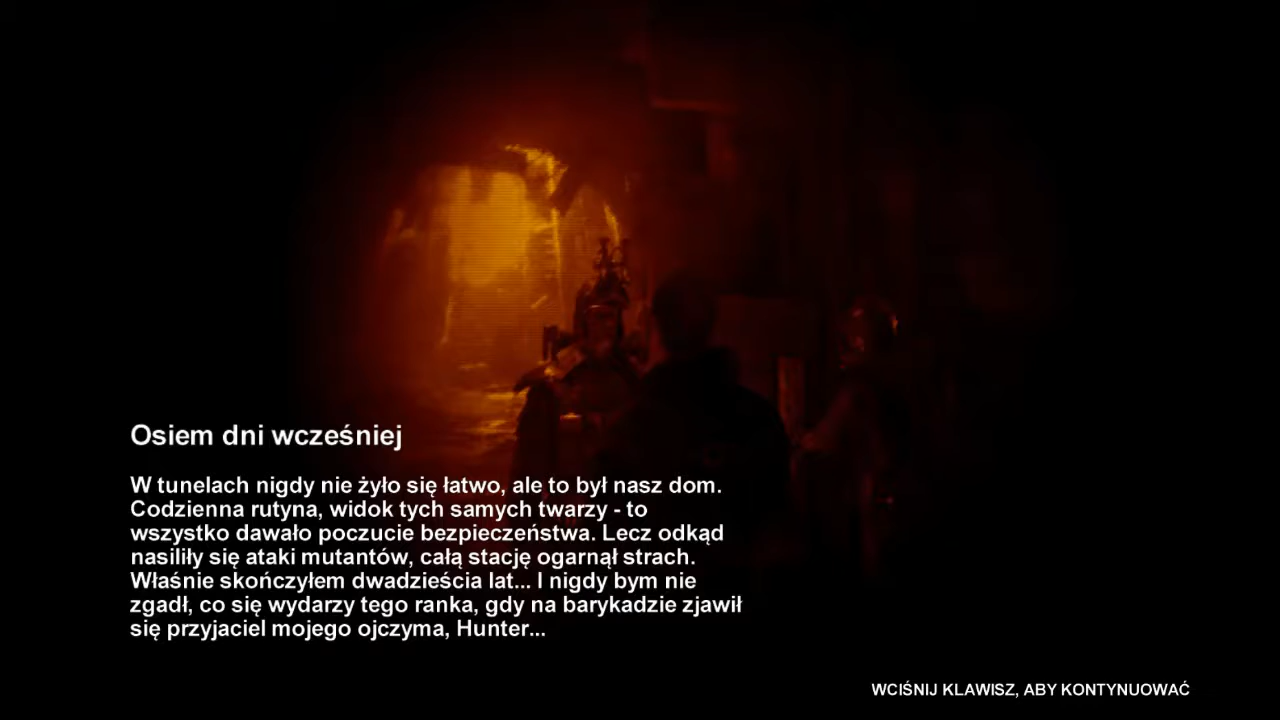 Osiem dni wcześniej
W tunelach nigdy nie żyło się łatwo, ale to był nasz dom.
Codzienna rutyna, widok tych samych twarzy - to
wszystko dawało poczucie bezpieczeństwa. Lecz odkąd
nasiliły się ataki mutantów, całą stację ogarnął strach.
Właśnie skończyłem dwadzieścia lat... I nigdy bym nie
zgadł, co się wydarzy tego ranka, gdy na barykadzie zjawił
się przyjaciel mojego ojczyma, Hunter...
WCIŚNIJ KLAWISZ, ABY KONTYNUOWAĆ